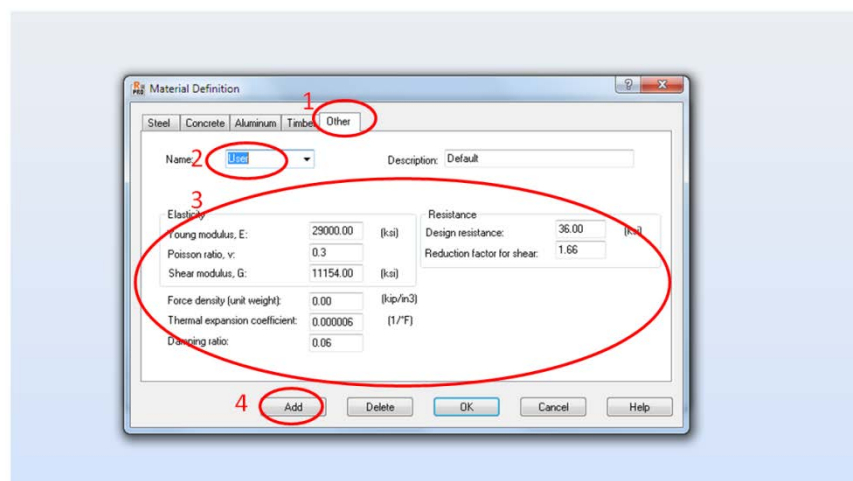 Material Definition
1
Steel Concrete Aluminum Timber Other
Name: 2 User Description: Default
3
Elasticity Resistance
Young modulus, E: 29000.00 (ksi) Design resistance: 36.00 (ksi)
Poisson ratio, v: 0.3 Reduction factor for shear: 1.66
Shear modulus, G: 11154.00 (ksi)
Force density (unit weight): 0.00 (kip/in3)
Thermal expansion coefficient: 0.000006 (1/°F)
Damping ratio: 0.06
4 Add Delete OK Cancel Help